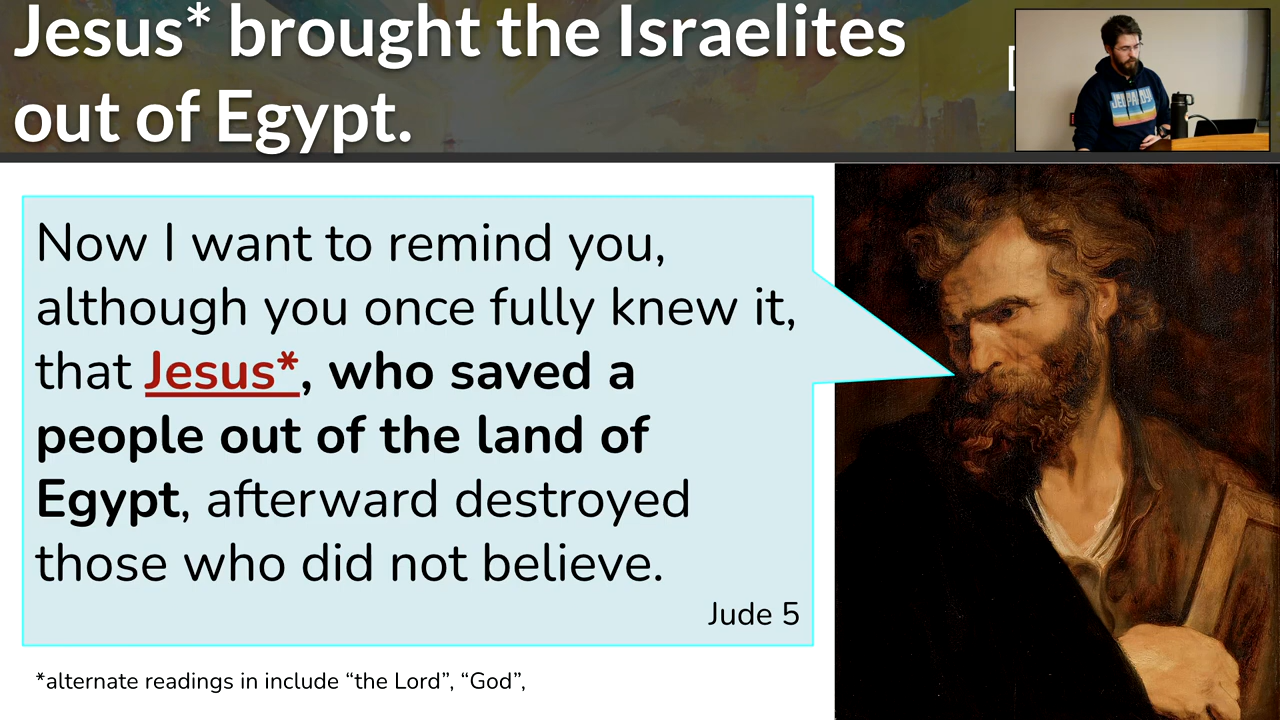 Jesus* brought the Israelites
out of Egypt.
JEOPARDY
Now I want to remind you,
although you once fully knew it,
that Jesus*, who saved a
people out of the land of
Egypt, afterward destroyed
those who did not believe.
Jude 5
*alternate readings in include “the Lord”, “God”,